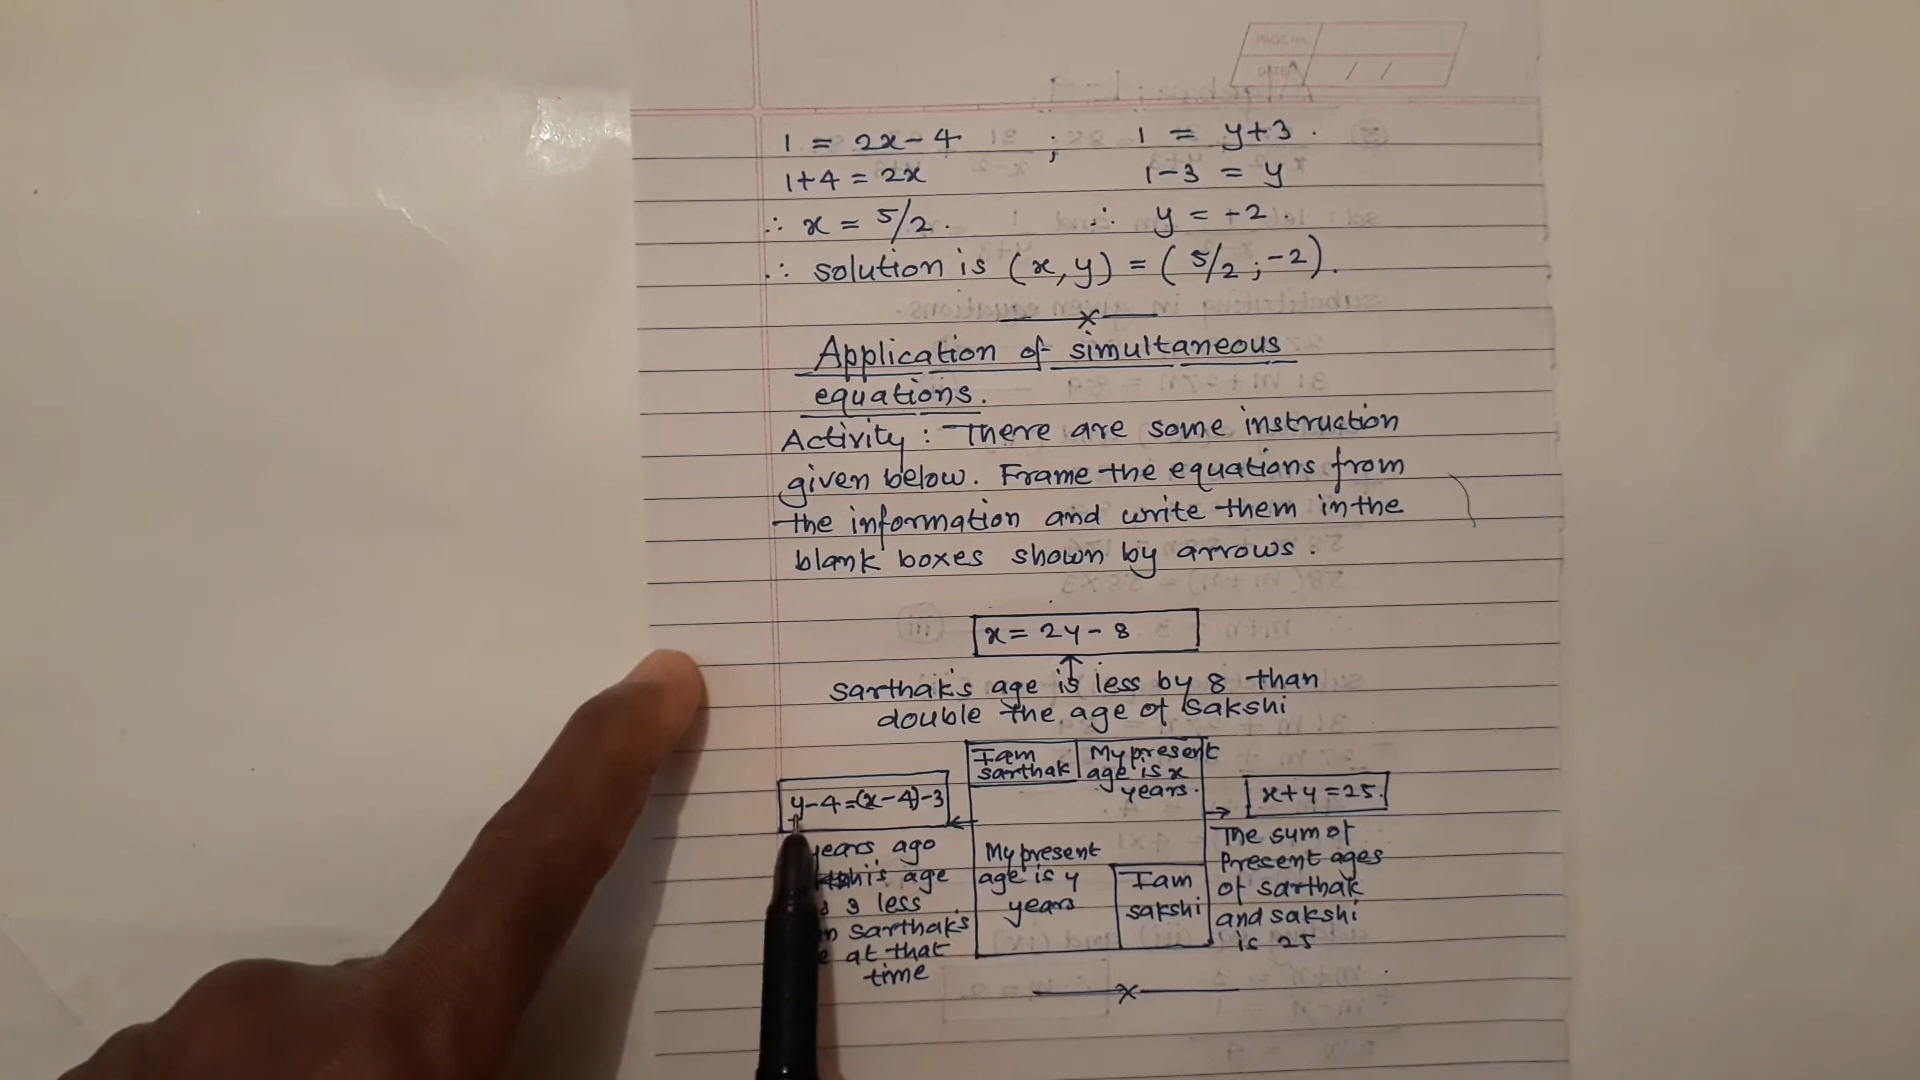 PAGE No.
DATE / /
1 = 2x-4 ; 1 = y+3.
1+4 = 2x 1-3 = y
∴ x = 5/2. ∴ y = -2.
∴ solution is (x, y) = (5/2, -2).
x
Application of simultaneous
equations.
Activity: There are some instruction
given below. Frame the equations from
the information and write them in the
blank boxes shown by arrows.
x = 2y - 8
sarthak's age is less by 8 than
double the age of sakshi
I am
sarthak
My present
age is x
years.
y-4=(x-4)-3
years ago
age
3 less
sarthak's
at that
time
My present
age is y
years
I am
sakshi
x+y=25.
The sum of
Present ages
of sarthak
and sakshi
is 25
x